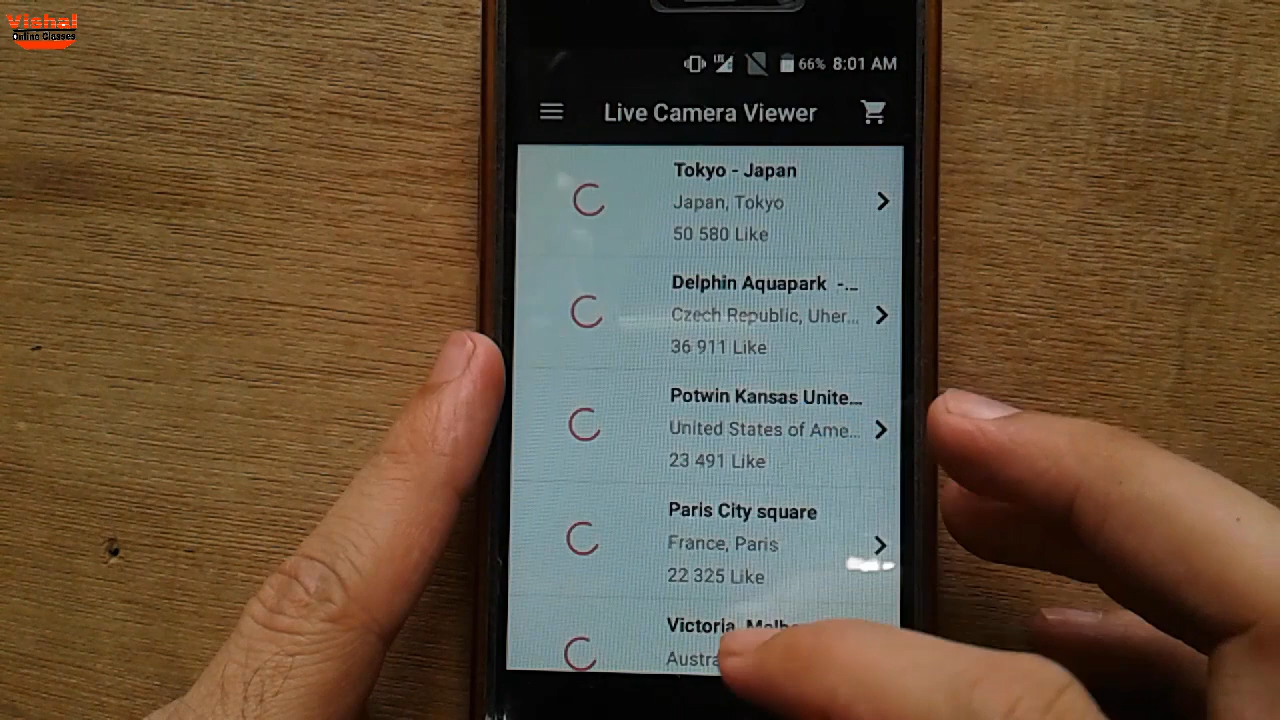 Vishal
Online Classes
LTE 66% 8:01 AM
Live Camera Viewer
Tokyo - Japan
Japan, Tokyo
50 580 Like
Delphin Aquapark -...
Czech Republic, Uher...
36 911 Like
Potwin Kansas Unite...
United States of Ame...
23 491 Like
Paris City square
France, Paris
22 325 Like
Victoria,